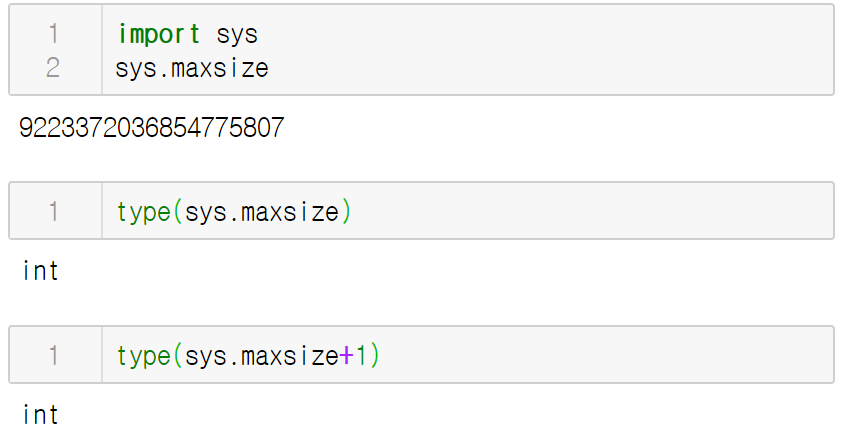 1 import sys
2 sys.maxsize
9223372036854775807
1 type(sys.maxsize)
int
1 type(sys.maxsize+1)
int